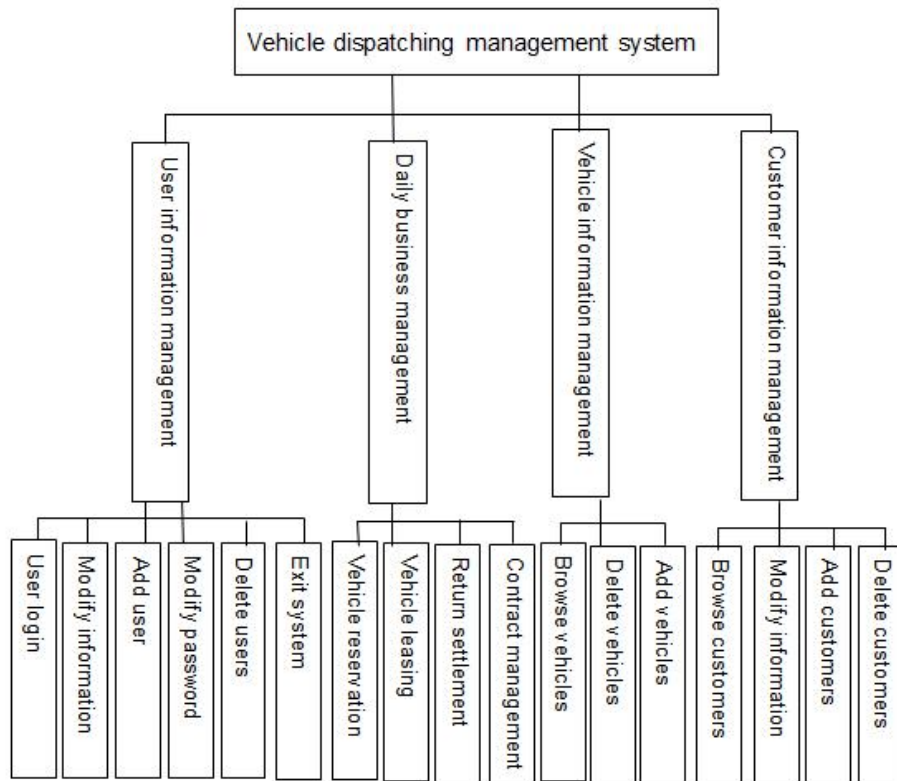 Vehicle dispatching management system
User information management
Daily business management
Vehicle information management
Customer information management
User login
Modify information
Add user
Modify password
Delete users
Exit system
Vehicle reservation
Vehicle leasing
Return settlement
Contract management
Browse vehicles
Delete vehicles
Add vehicles
Browse customers
Modify information
Add customers
Delete customers